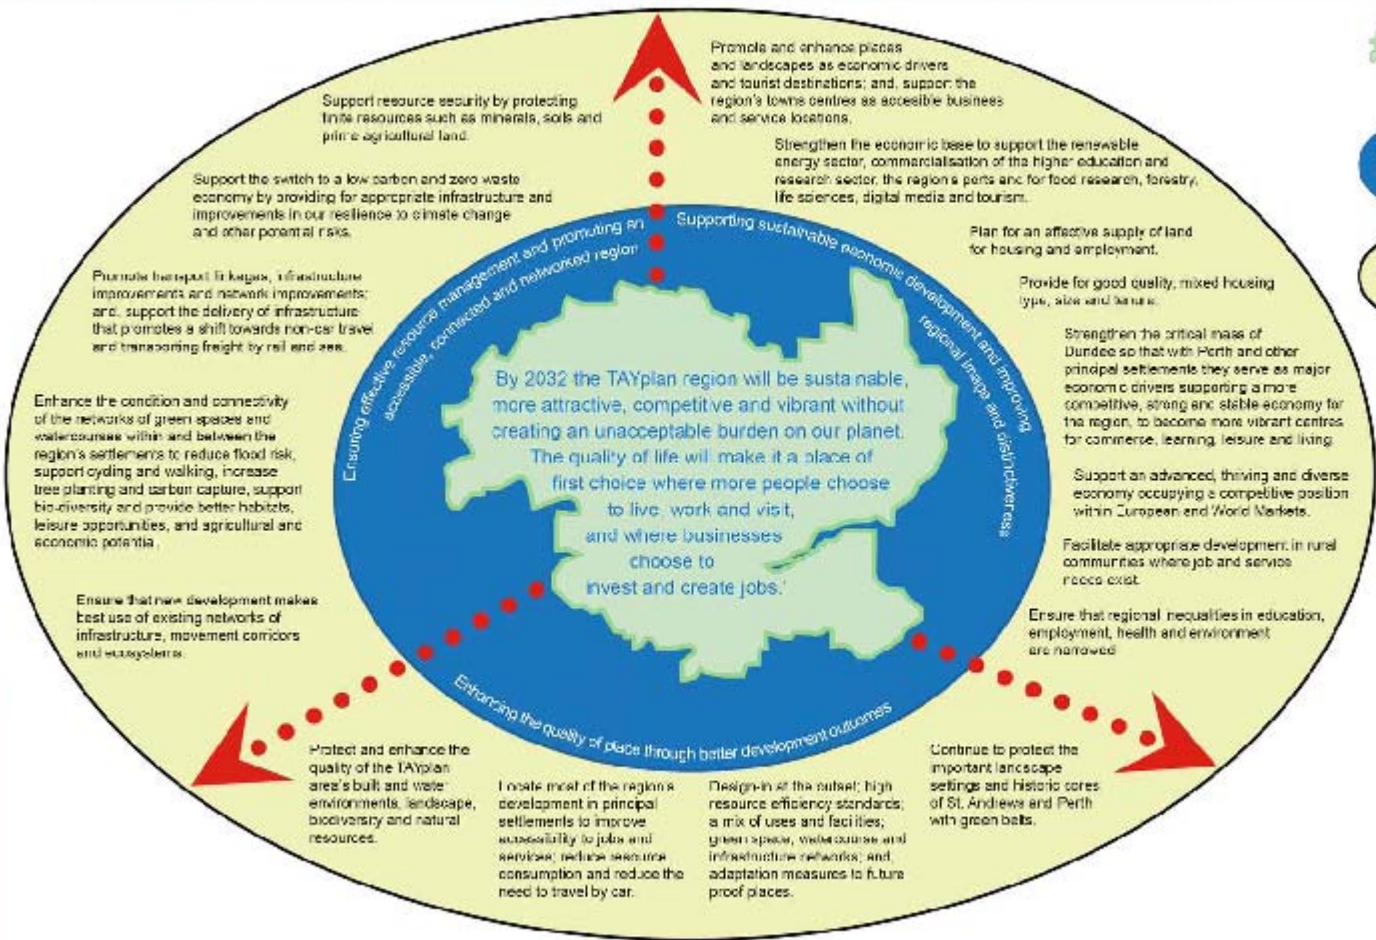 Support resource security by protecting
finite resources such as minerals, soils and
prime agricultural land.
Support the switch to a low carbon and zero waste
economy by providing for appropriate infrastructure and
improvements in our resilience to climate change
and other potential risks.
Promote transport linkages, infrastructure
improvements and network improvements;
and, support the delivery of infrastructure
that promotes a shift towards non-car travel
and transporting freight by rail and sea.
Enhance the condition and connectivity
of the networks of green spaces and
watercourses within and between the
region's settlements to reduce flood risk,
support cycling and walking, increase
tree planting and carbon capture, support
bio-diversity and provide better habitats,
leisure opportunities, and agricultural and
economic potential.
Ensure that new development makes
best use of existing networks of
infrastructure, movement corridors
and ecosystems.
Promote and enhance places
and landscapes as economic drivers
and tourist destinations; and, support the
region's towns centres as accesible business
and service locations.
Strengthen the economic base to support the renewable
energy sector, commercialisation of the higher education and
research sector, the region's ports and for food research, forestry,
life sciences, digital media and tourism.
Plan for an affective supply of land
for housing and employment.
Provide for good quality, mixed housing
type, size and tenure.
Strengthen the critical mass of
Dundee so that with Perth and other
principal settlements they serve as major
economic drivers supporting a more
competitive, strong and stable economy for
the region, to become more vibrant centres
for commerce, learning, leisure and living.
Support an advanced, thriving and diverse
economy occupying a competitive position
within European and World Markets.
Facilitate appropriate development in rural
communities where job and service
needs exist.
Ensure that regional inequalities in education,
employment, health and environment
are narrowed
Ensuring effective resource management and promoting an
accessible, connected and networked region
Supporting sustainable economic development and improving
regional image and distinctiveness
By 2032 the TAYplan region will be sustainable,
more attractive, competitive and vibrant without
creating an unacceptable burden on our planet.
The quality of life will make it a place of
first choice where more people choose
to live, work and visit,
and where businesses
choose to
invest and create jobs.'
Enhancing the quality of place through better development outcomes
Protect and enhance the
quality of the TAYplan
area's built and water
environments, landscape,
biodiversity and natural
resources.
Locate most of the region's
development in principal
settlements to improve
accessibility to jobs and
services; reduce resource
consumption and reduce the
need to travel by car.
Design-in at the outset; high
resource efficiency standards;
a mix of uses and facilities;
green space, watercourse and
infrastructure networks; and,
adaptation measures to future
proof places.
Continue to protect the
important landscape
settings and historic cores
of St. Andrews and Perth
with green belts.